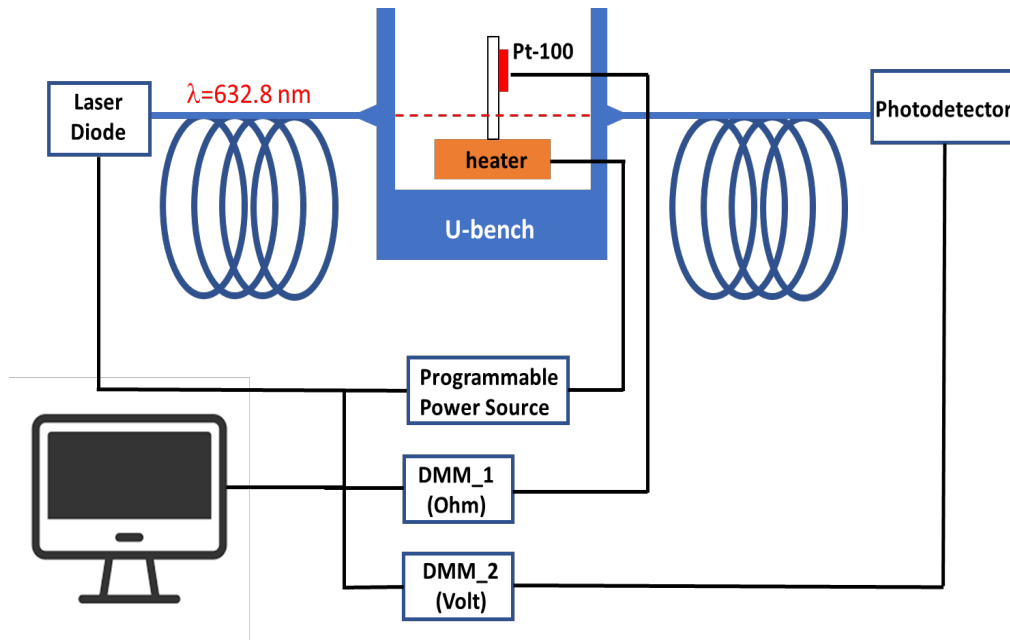 Pt-100
Laser
Diode
λ=632.8 nm
Photodetector
heater
U-bench
Programmable
Power Source
DMM_1
(Ohm)
DMM_2
(Volt)